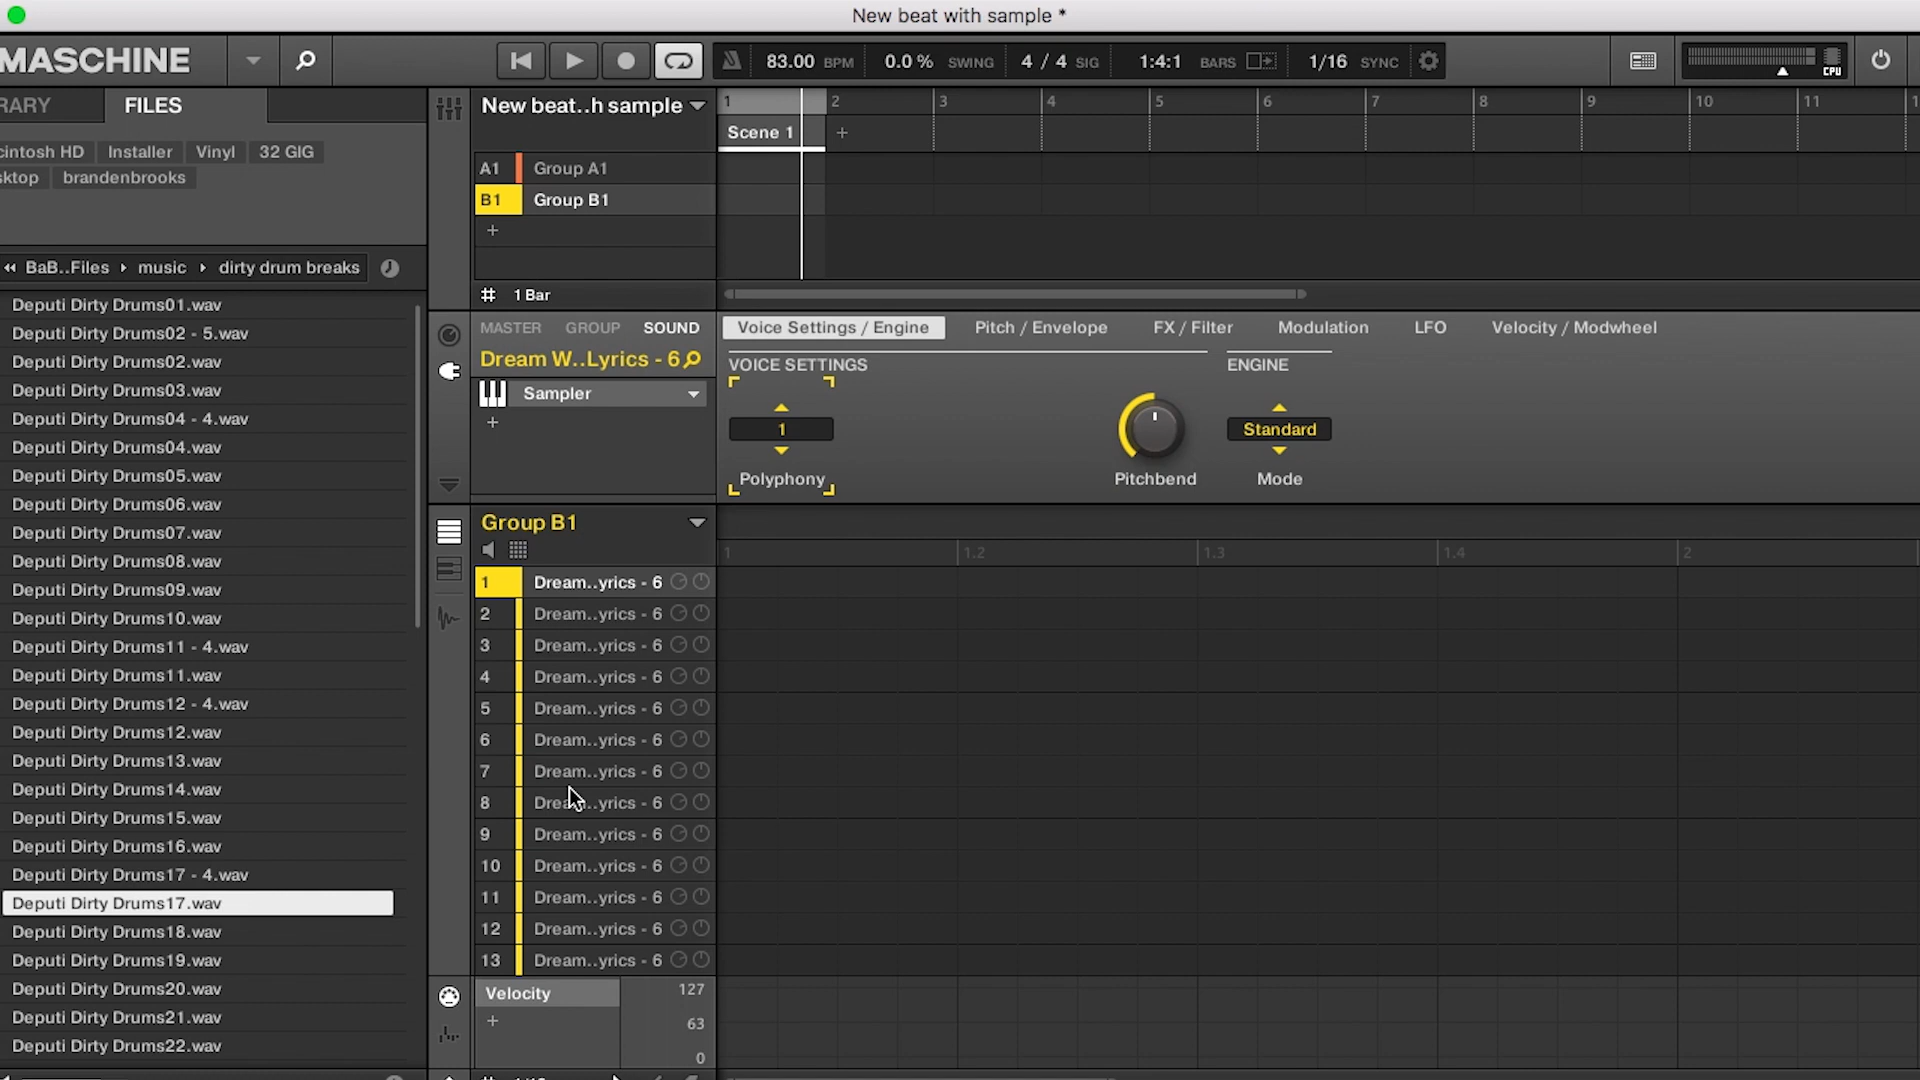 New beat with sample *
MASCHINE
83.00 BPM 0.0 % SWING 4 / 4 SIG 1:4:1 BARS 1/16 SYNC CPU
RARY FILES
cintosh HD Installer Vinyl 32 GIG
sktop brandenbrooks
BaB..Files music dirty drum breaks
Deputi Dirty Drums01.wav
Deputi Dirty Drums02 - 5.wav
Deputi Dirty Drums02.wav
Deputi Dirty Drums03.wav
Deputi Dirty Drums04 - 4.wav
Deputi Dirty Drums04.wav
Deputi Dirty Drums05.wav
Deputi Dirty Drums06.wav
Deputi Dirty Drums07.wav
Deputi Dirty Drums08.wav
Deputi Dirty Drums09.wav
Deputi Dirty Drums10.wav
Deputi Dirty Drums11 - 4.wav
Deputi Dirty Drums11.wav
Deputi Dirty Drums12 - 4.wav
Deputi Dirty Drums12.wav
Deputi Dirty Drums13.wav
Deputi Dirty Drums14.wav
Deputi Dirty Drums15.wav
Deputi Dirty Drums16.wav
Deputi Dirty Drums17 - 4.wav
Deputi Dirty Drums17.wav
Deputi Dirty Drums18.wav
Deputi Dirty Drums19.wav
Deputi Dirty Drums20.wav
Deputi Dirty Drums21.wav
Deputi Dirty Drums22.wav
New beat..h sample
1 2 3 4 5 6 7 8 9 10 11 1
Scene 1 +
A1 Group A1
B1 Group B1
+
# 1 Bar
MASTER GROUP SOUND
Dream W..Lyrics - 6
Sampler
+
Voice Settings / Engine Pitch / Envelope FX / Filter Modulation LFO Velocity / Modwheel
VOICE SETTINGS ENGINE
1 Standard
Polyphony Pitchbend Mode
Group B1
1 1.2 1.3 1.4 2
1 Dream..yrics - 6
2 Dream..yrics - 6
3 Dream..yrics - 6
4 Dream..yrics - 6
5 Dream..yrics - 6
6 Dream..yrics - 6
7 Dream..yrics - 6
8 Dream..yrics - 6
9 Dream..yrics - 6
10 Dream..yrics - 6
11 Dream..yrics - 6
12 Dream..yrics - 6
13 Dream..yrics - 6
Velocity 127
+ 63
0